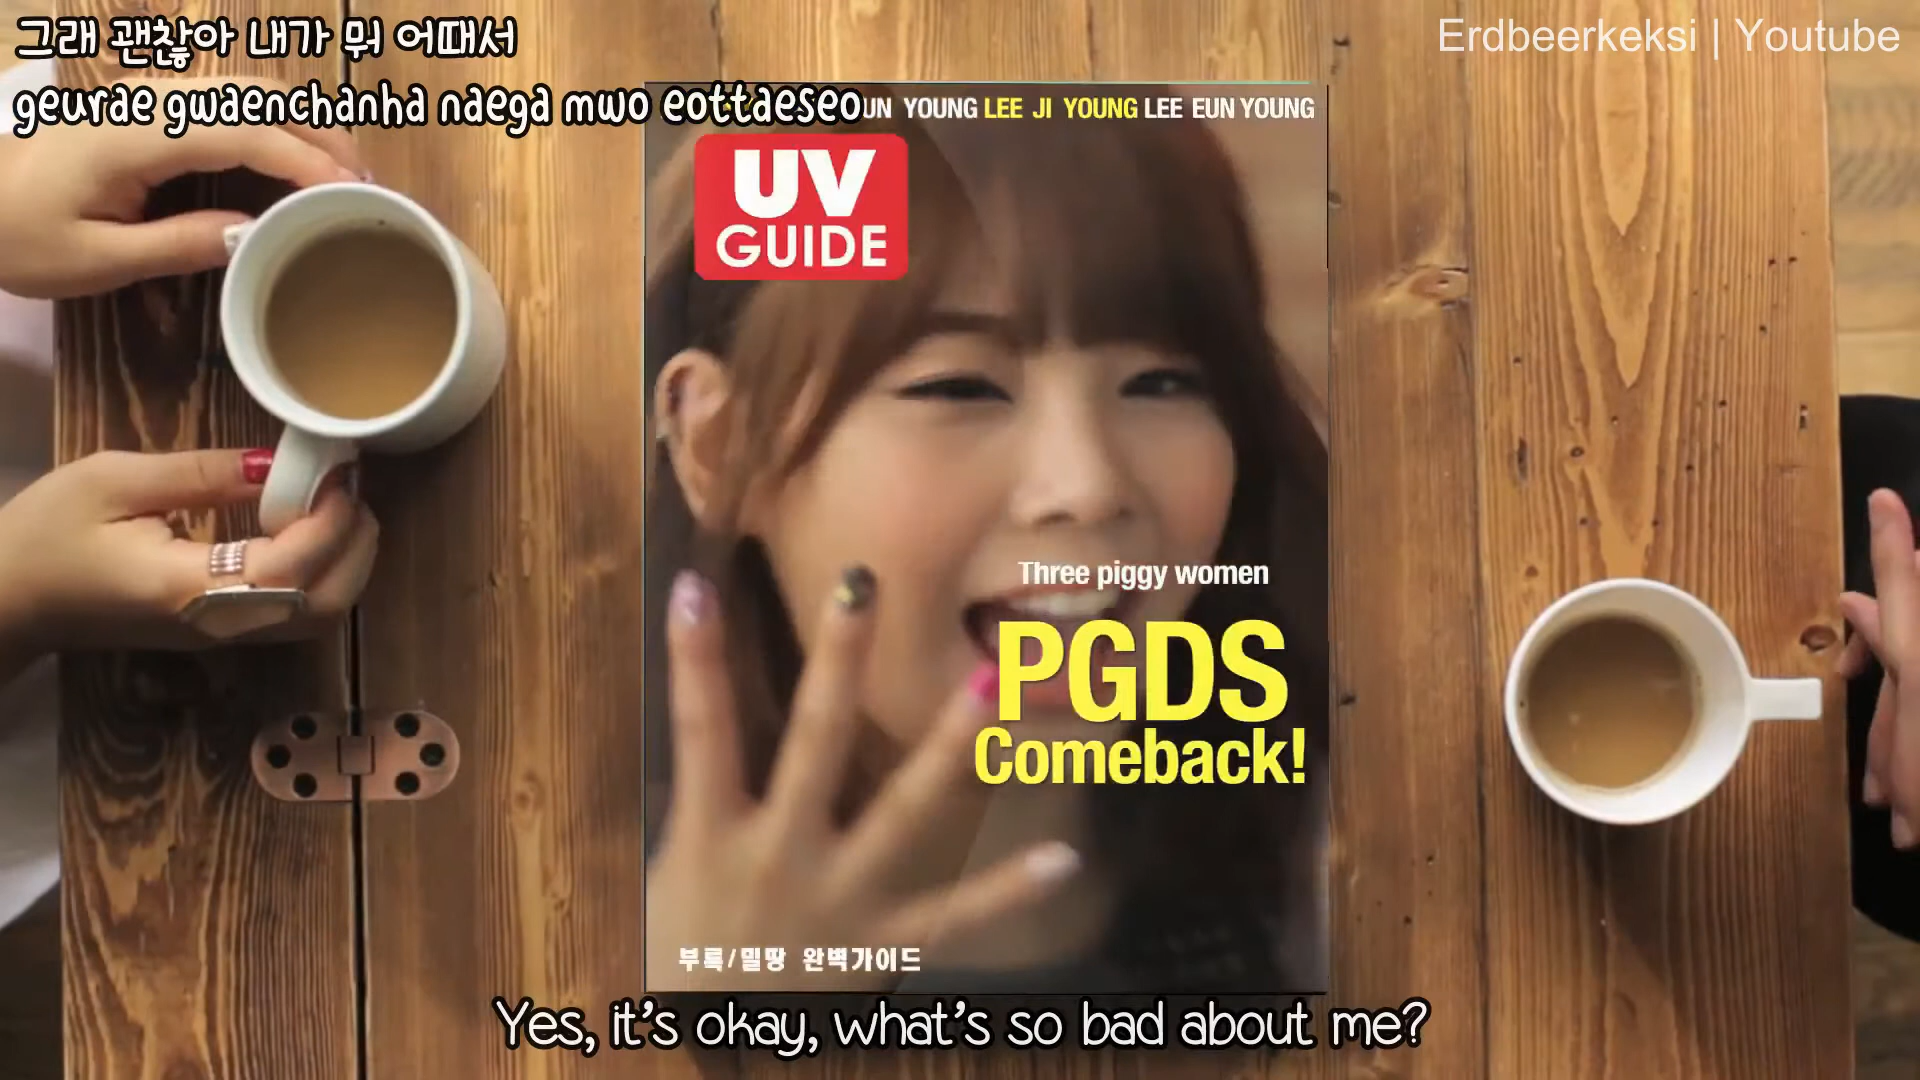 그래 괜찮아 내가 뭐 어때서
Erdbeerkeksi | Youtube
geurae gwaenchanha naega mwo eottaeseo
UN YOUNG LEE JI YOUNG LEE EUN YOUNG
UV
GUIDE
Three piggy women
PGDS
Comeback!
부록/밀땅 완벽가이드
Yes, it's okay, what's so bad about me?